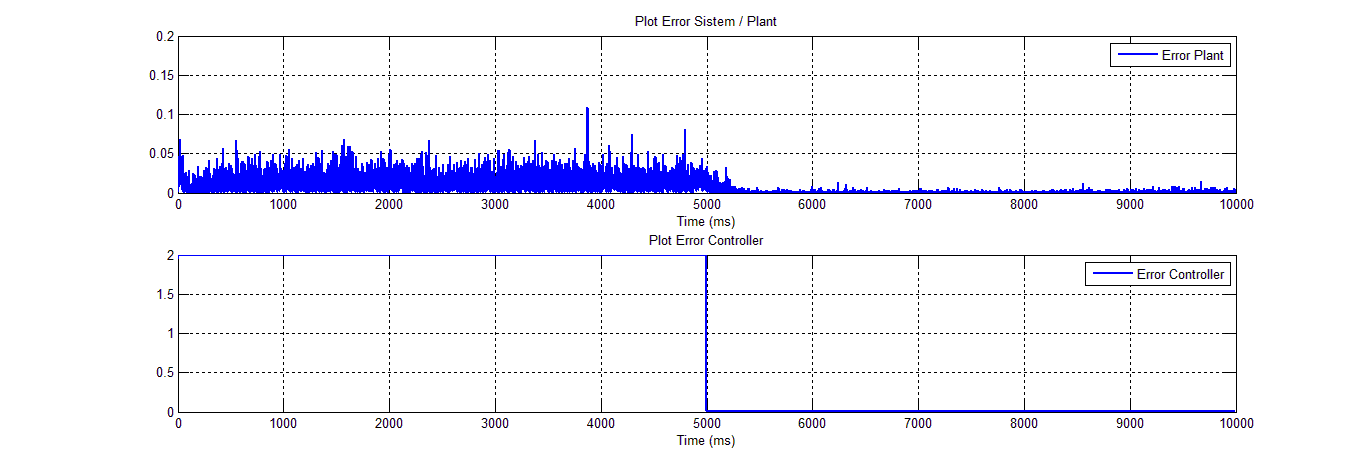 Plot Error Sistem / Plant
0.2
0.15
0.1
0.05
0
Error Plant
0 1000 2000 3000 4000 5000 6000 7000 8000 9000 10000
Time (ms)
Plot Error Controller
2
1.5
1
0.5
0
Error Controller
0 1000 2000 3000 4000 5000 6000 7000 8000 9000 10000
Time (ms)